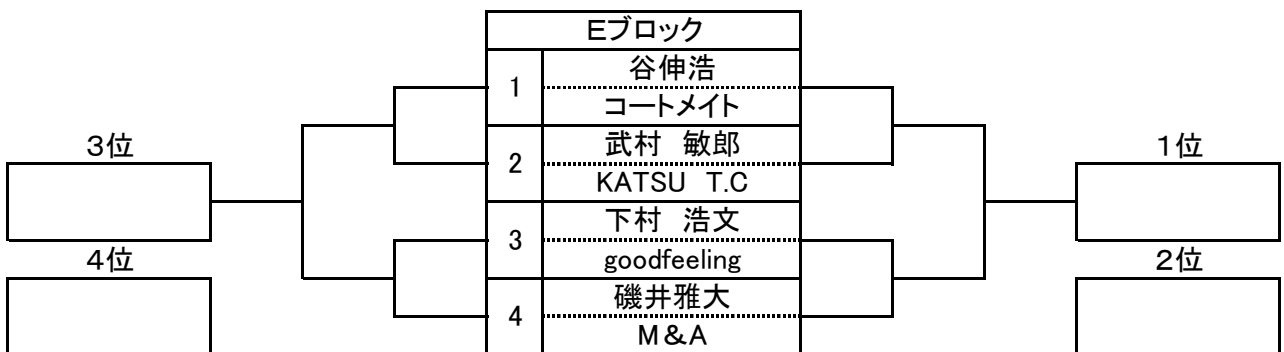 Eブロック
1
谷伸浩
コートメイト
2
武村　敏郎
KATSU　T.C
3
下村　浩文
goodfeeling
4
磯井雅大
M＆A
3位
4位
1位
2位